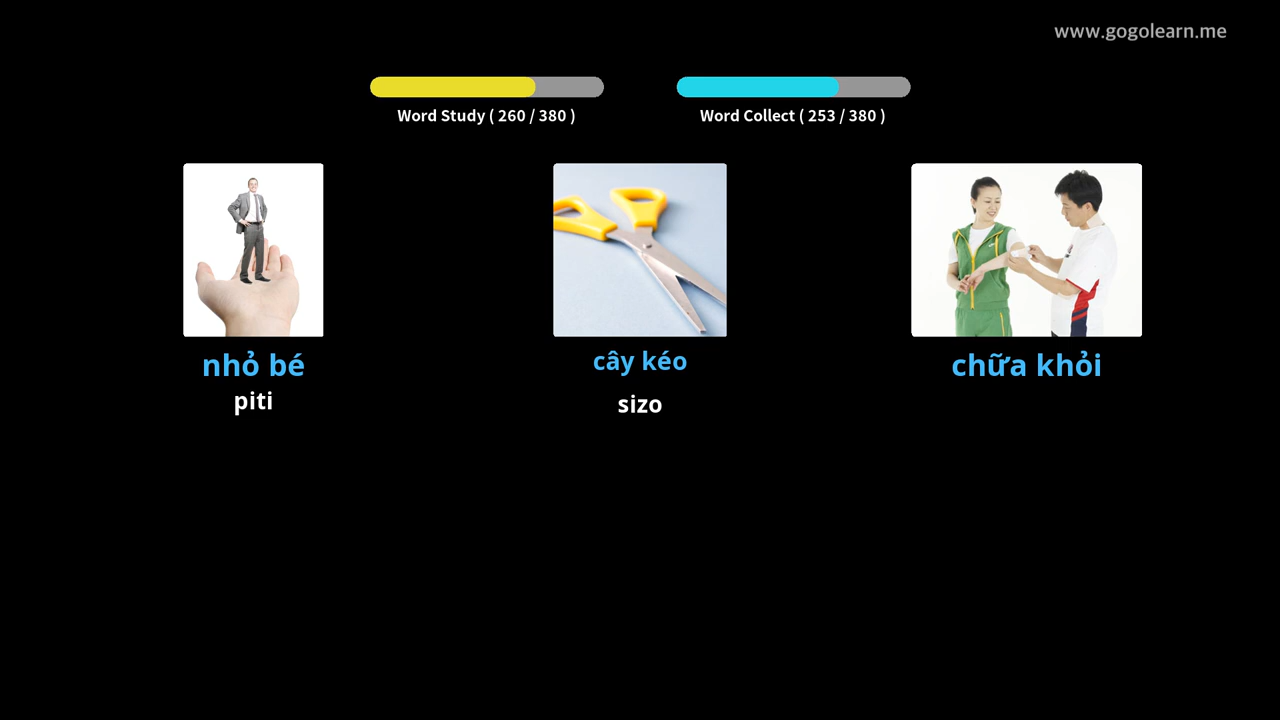 www.gogolearn.me
Word Study ( 260 / 380 )
Word Collect ( 253 / 380 )
nhỏ bé
piti
cây kéo
sizo
chữa khỏi